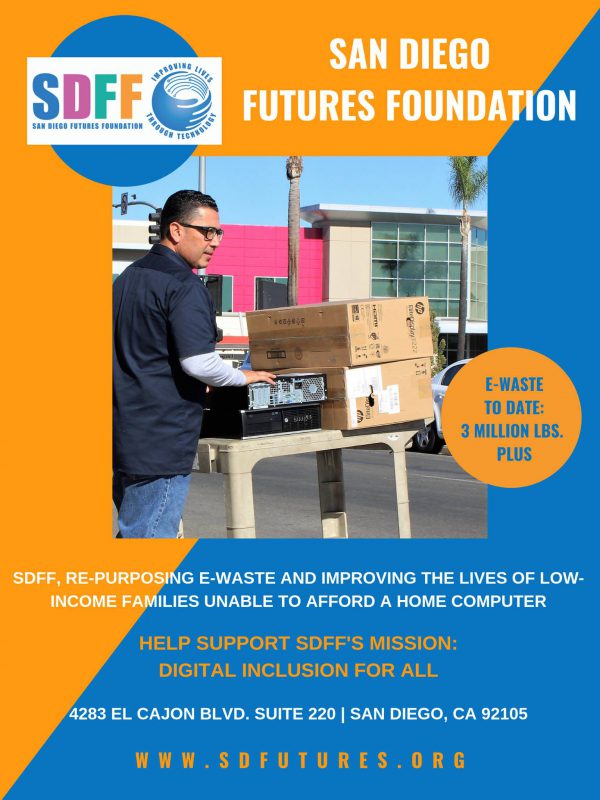 SAN DIEGO
FUTURES FOUNDATION
SDFF
SAN DIEGO FUTURES FOUNDATION
IMPROVING LIVES
THROUGH TECHNOLOGY
hp
HDMI
E-WASTE
TO DATE:
3 MILLION LBS.
PLUS
SDFF, RE-PURPOSING E-WASTE AND IMPROVING THE LIVES OF LOW-
INCOME FAMILIES UNABLE TO AFFORD A HOME COMPUTER
HELP SUPPORT SDFF'S MISSION:
DIGITAL INCLUSION FOR ALL
4283 EL CAJON BLVD. SUITE 220 | SAN DIEGO, CA 92105
WWW.SDFUTURES.ORG